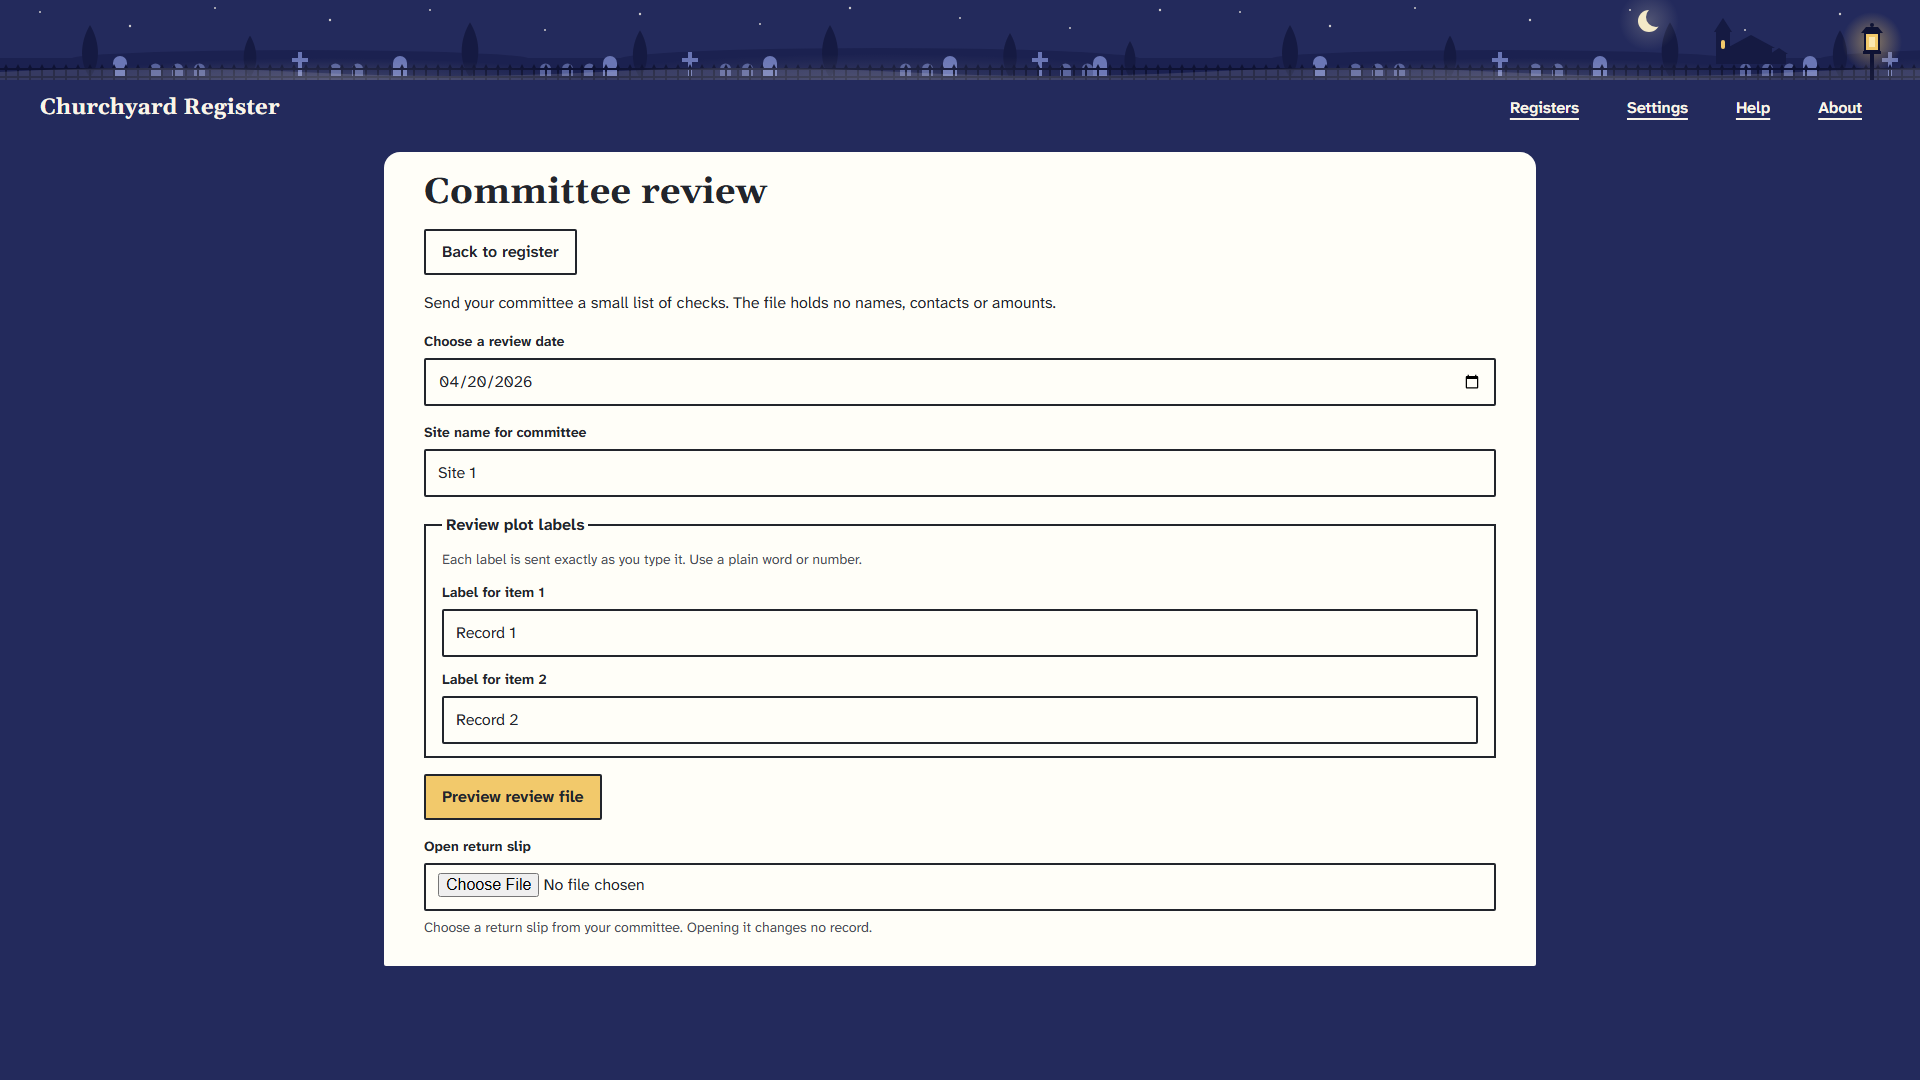 Churchyard Register
Registers Settings Help About
Committee review
Back to register
Send your committee a small list of checks. The file holds no names, contacts or amounts.
Choose a review date
04/20/2026
Site name for committee
Site 1
Review plot labels
Each label is sent exactly as you type it. Use a plain word or number.
Label for item 1
Record 1
Label for item 2
Record 2
Preview review file
Open return slip
Choose File No file chosen
Choose a return slip from your committee. Opening it changes no record.